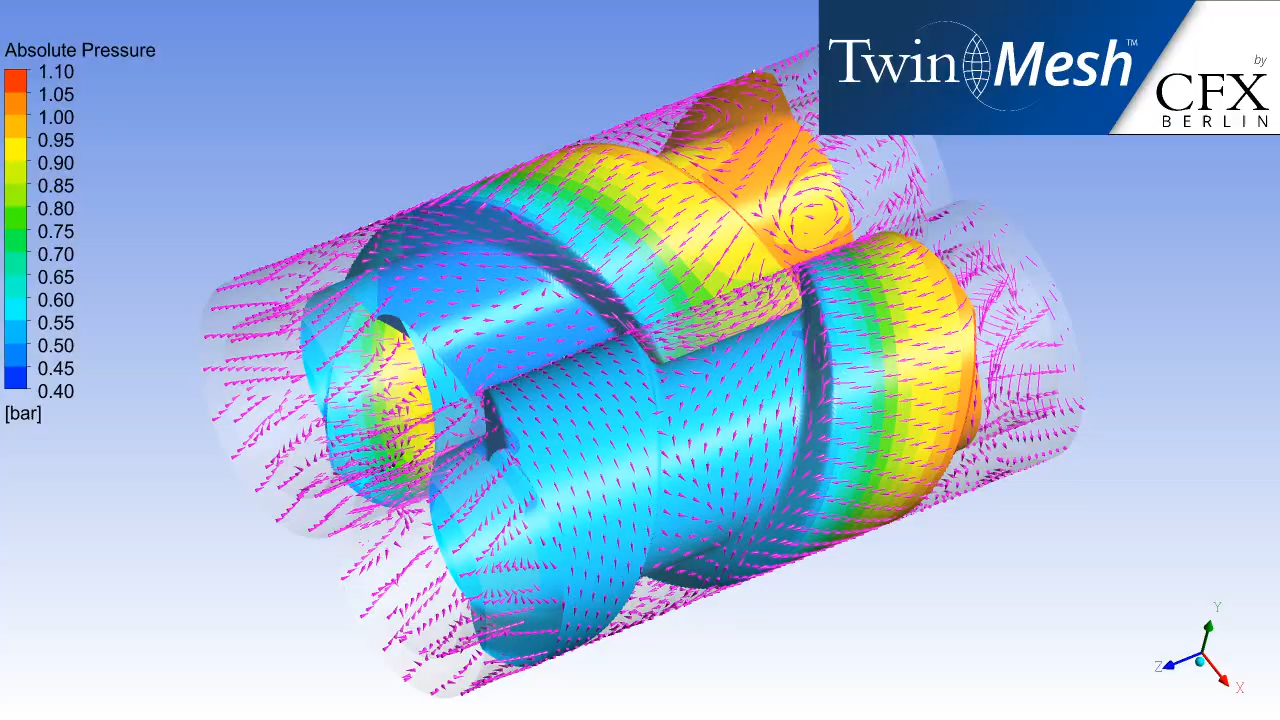 Absolute Pressure
1.10
1.05
1.00
0.95
0.90
0.85
0.80
0.75
0.70
0.65
0.60
0.55
0.50
0.45
0.40
[bar]
TwinMesh™
by
CFX
BERLIN
Y
Z
X